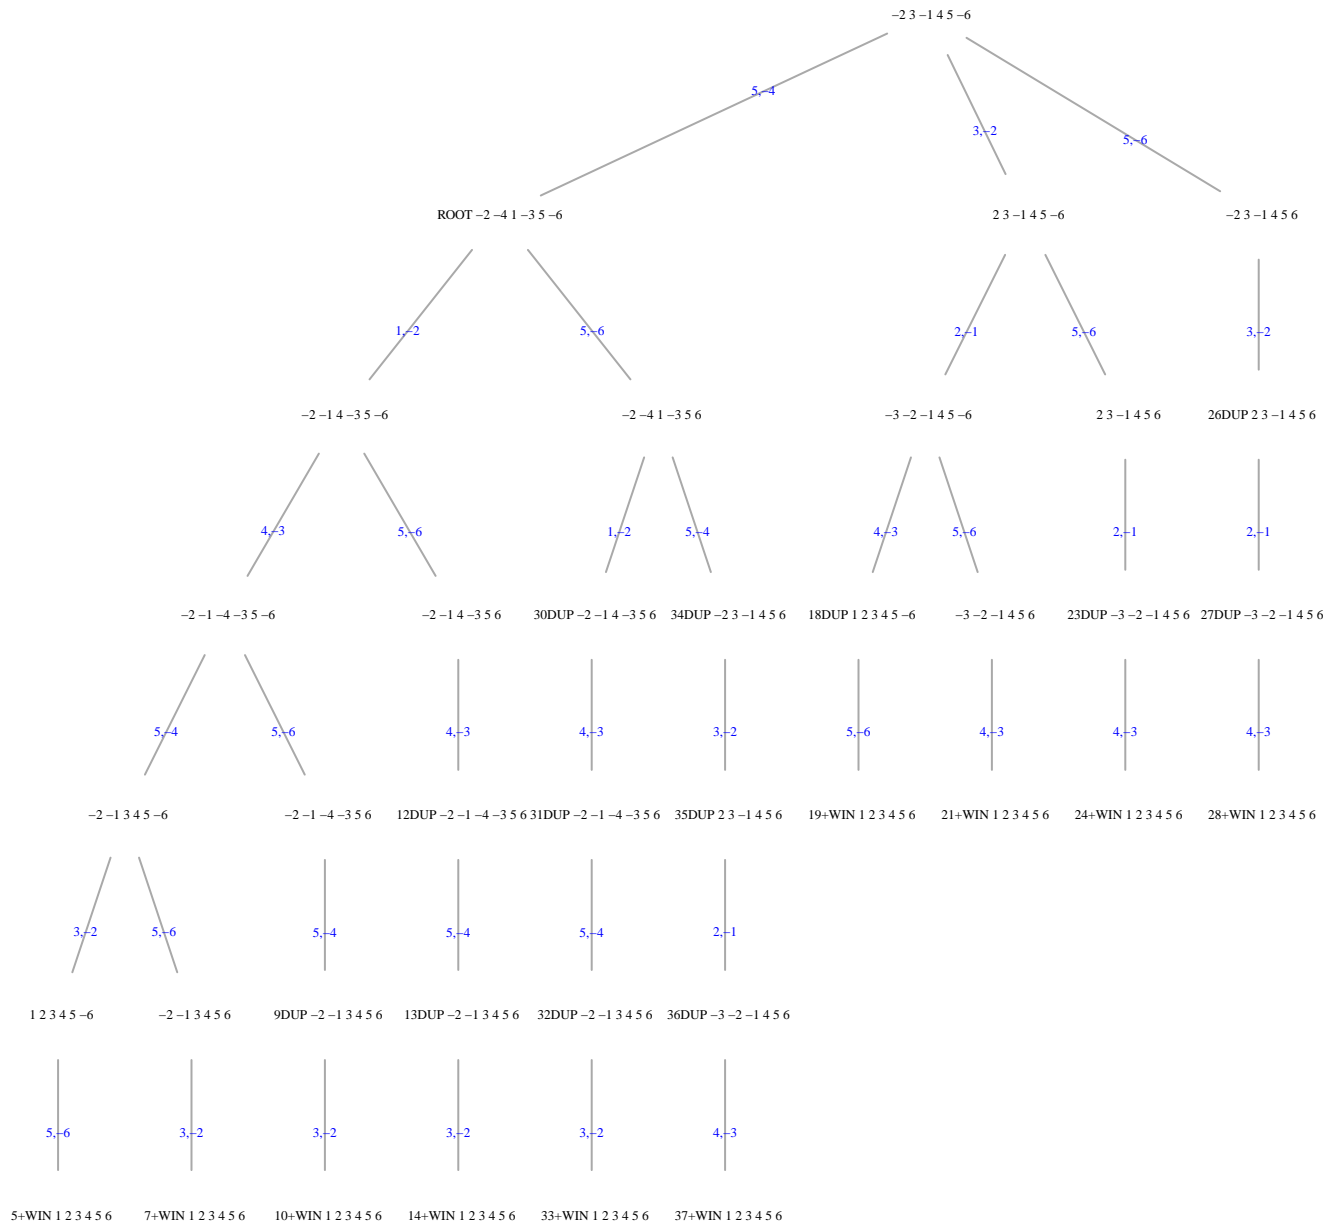 −2 3 −1 4 5 −6
5,−4
3,−2
5,−6
ROOT −2 −4 1 −3 5 −6
2 3 −1 4 5 −6
−2 3 −1 4 5 6
1,−2
5,−6
2,−1
5,−6
3,−2
−2 −1 4 −3 5 −6
−2 −4 1 −3 5 6
−3 −2 −1 4 5 −6
2 3 −1 4 5 6
26DUP 2 3 −1 4 5 6
4,−3
5,−6
1,−2
5,−4
4,−3
5,−6
2,−1
2,−1
−2 −1 −4 −3 5 −6
−2 −1 4 −3 5 6
30DUP −2 −1 4 −3 5 6
34DUP −2 3 −1 4 5 6
18DUP 1 2 3 4 5 −6
−3 −2 −1 4 5 6
23DUP −3 −2 −1 4 5 6
27DUP −3 −2 −1 4 5 6
5,−4
5,−6
4,−3
4,−3
3,−2
5,−6
4,−3
4,−3
4,−3
−2 −1 3 4 5 −6
−2 −1 −4 −3 5 6
12DUP −2 −1 −4 −3 5 6
31DUP −2 −1 −4 −3 5 6
35DUP 2 3 −1 4 5 6
19+WIN 1 2 3 4 5 6
21+WIN 1 2 3 4 5 6
24+WIN 1 2 3 4 5 6
28+WIN 1 2 3 4 5 6
3,−2
5,−6
5,−4
5,−4
5,−4
2,−1
1 2 3 4 5 −6
−2 −1 3 4 5 6
9DUP −2 −1 3 4 5 6
13DUP −2 −1 3 4 5 6
32DUP −2 −1 3 4 5 6
36DUP −3 −2 −1 4 5 6
5,−6
3,−2
3,−2
3,−2
3,−2
4,−3
5+WIN 1 2 3 4 5 6
7+WIN 1 2 3 4 5 6
10+WIN 1 2 3 4 5 6
14+WIN 1 2 3 4 5 6
33+WIN 1 2 3 4 5 6
37+WIN 1 2 3 4 5 6